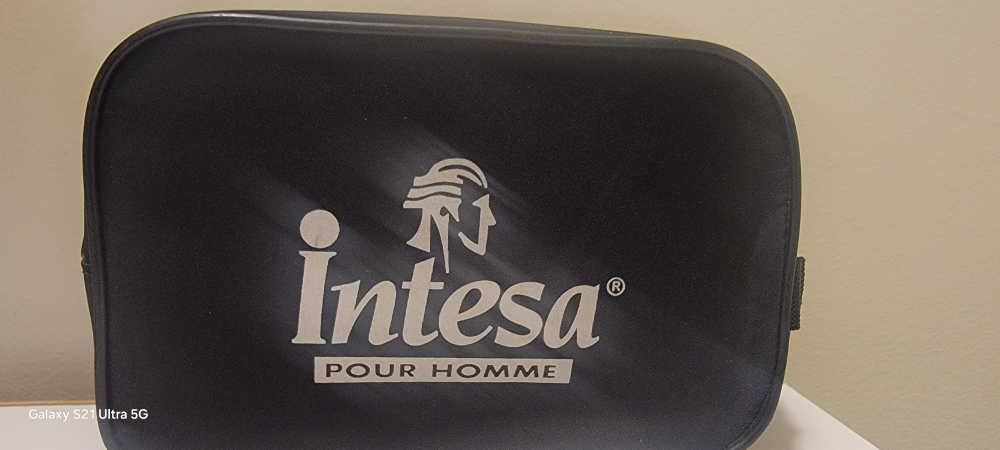 intesa®
POUR HOMME
Galaxy S21 Ultra 5G